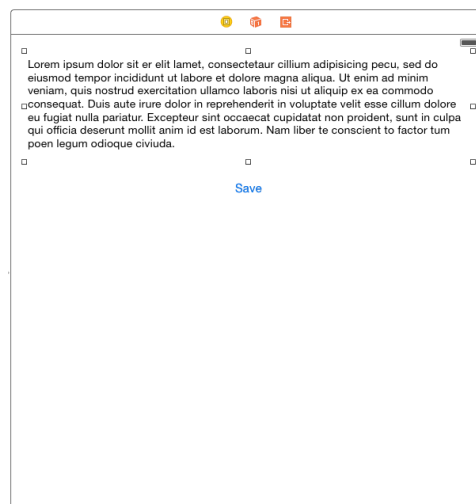 Lorem ipsum dolor sit er elit lamet, consectetaur cillium adipisicing pecu, sed do
eiusmod tempor incididunt ut labore et dolore magna aliqua. Ut enim ad minim
veniam, quis nostrud exercitation ullamco laboris nisi ut aliquip ex ea commodo
consequat. Duis aute irure dolor in reprehenderit in voluptate velit esse cillum dolore
eu fugiat nulla pariatur. Excepteur sint occaecat cupidatat non proident, sunt in culpa
qui officia deserunt mollit anim id est laborum. Nam liber te conscient to factor tum
poen legum odioque civiuda.
Save